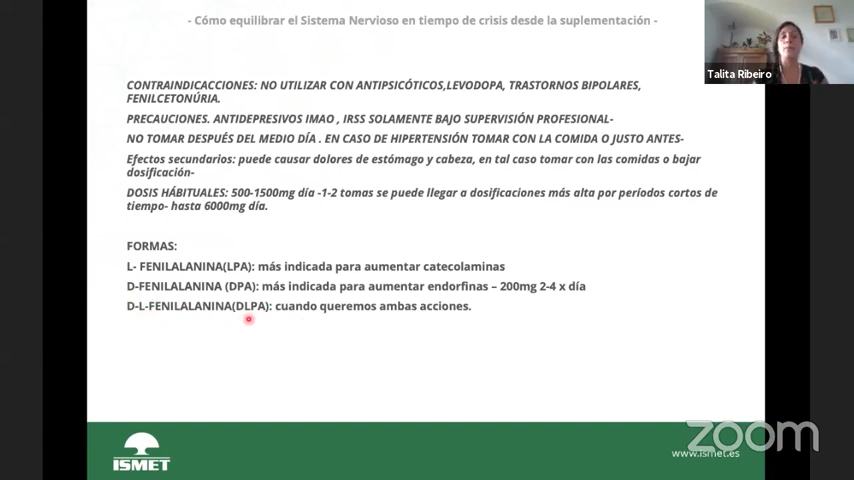 - Cómo equilibrar el Sistema Nervioso en tiempo de crisis desde la suplementación -
Talita Ribeiro
CONTRAINDICACCIONES: NO UTILIZAR CON ANTIPSICÓTICOS,LEVODOPA, TRASTORNOS BIPOLARES,
FENILCETONÚRIA.
PRECAUCIONES. ANTIDEPRESIVOS IMAO , IRSS SOLAMENTE BAJO SUPERVISIÓN PROFESIONAL-
NO TOMAR DESPUÉS DEL MEDIO DÍA . EN CASO DE HIPERTENSIÓN TOMAR CON LA COMIDA O JUSTO ANTES-
Efectos secundarios: puede causar dolores de estómago y cabeza, en tal caso tomar con las comidas o bajar
dosificación-
DOSIS HÁBITUALES: 500-1500mg día -1-2 tomas se puede llegar a dosificaciones más alta por períodos cortos de
tiempo- hasta 6000mg día.
FORMAS:
L- FENILALANINA(LPA): más indicada para aumentar catecolaminas
D-FENILALANINA (DPA): más indicada para aumentar endorfinas – 200mg 2-4 x día
D-L-FENILALANINA(DLPA): cuando queremos ambas acciones.
zoom
ISMET
www.ismet.es